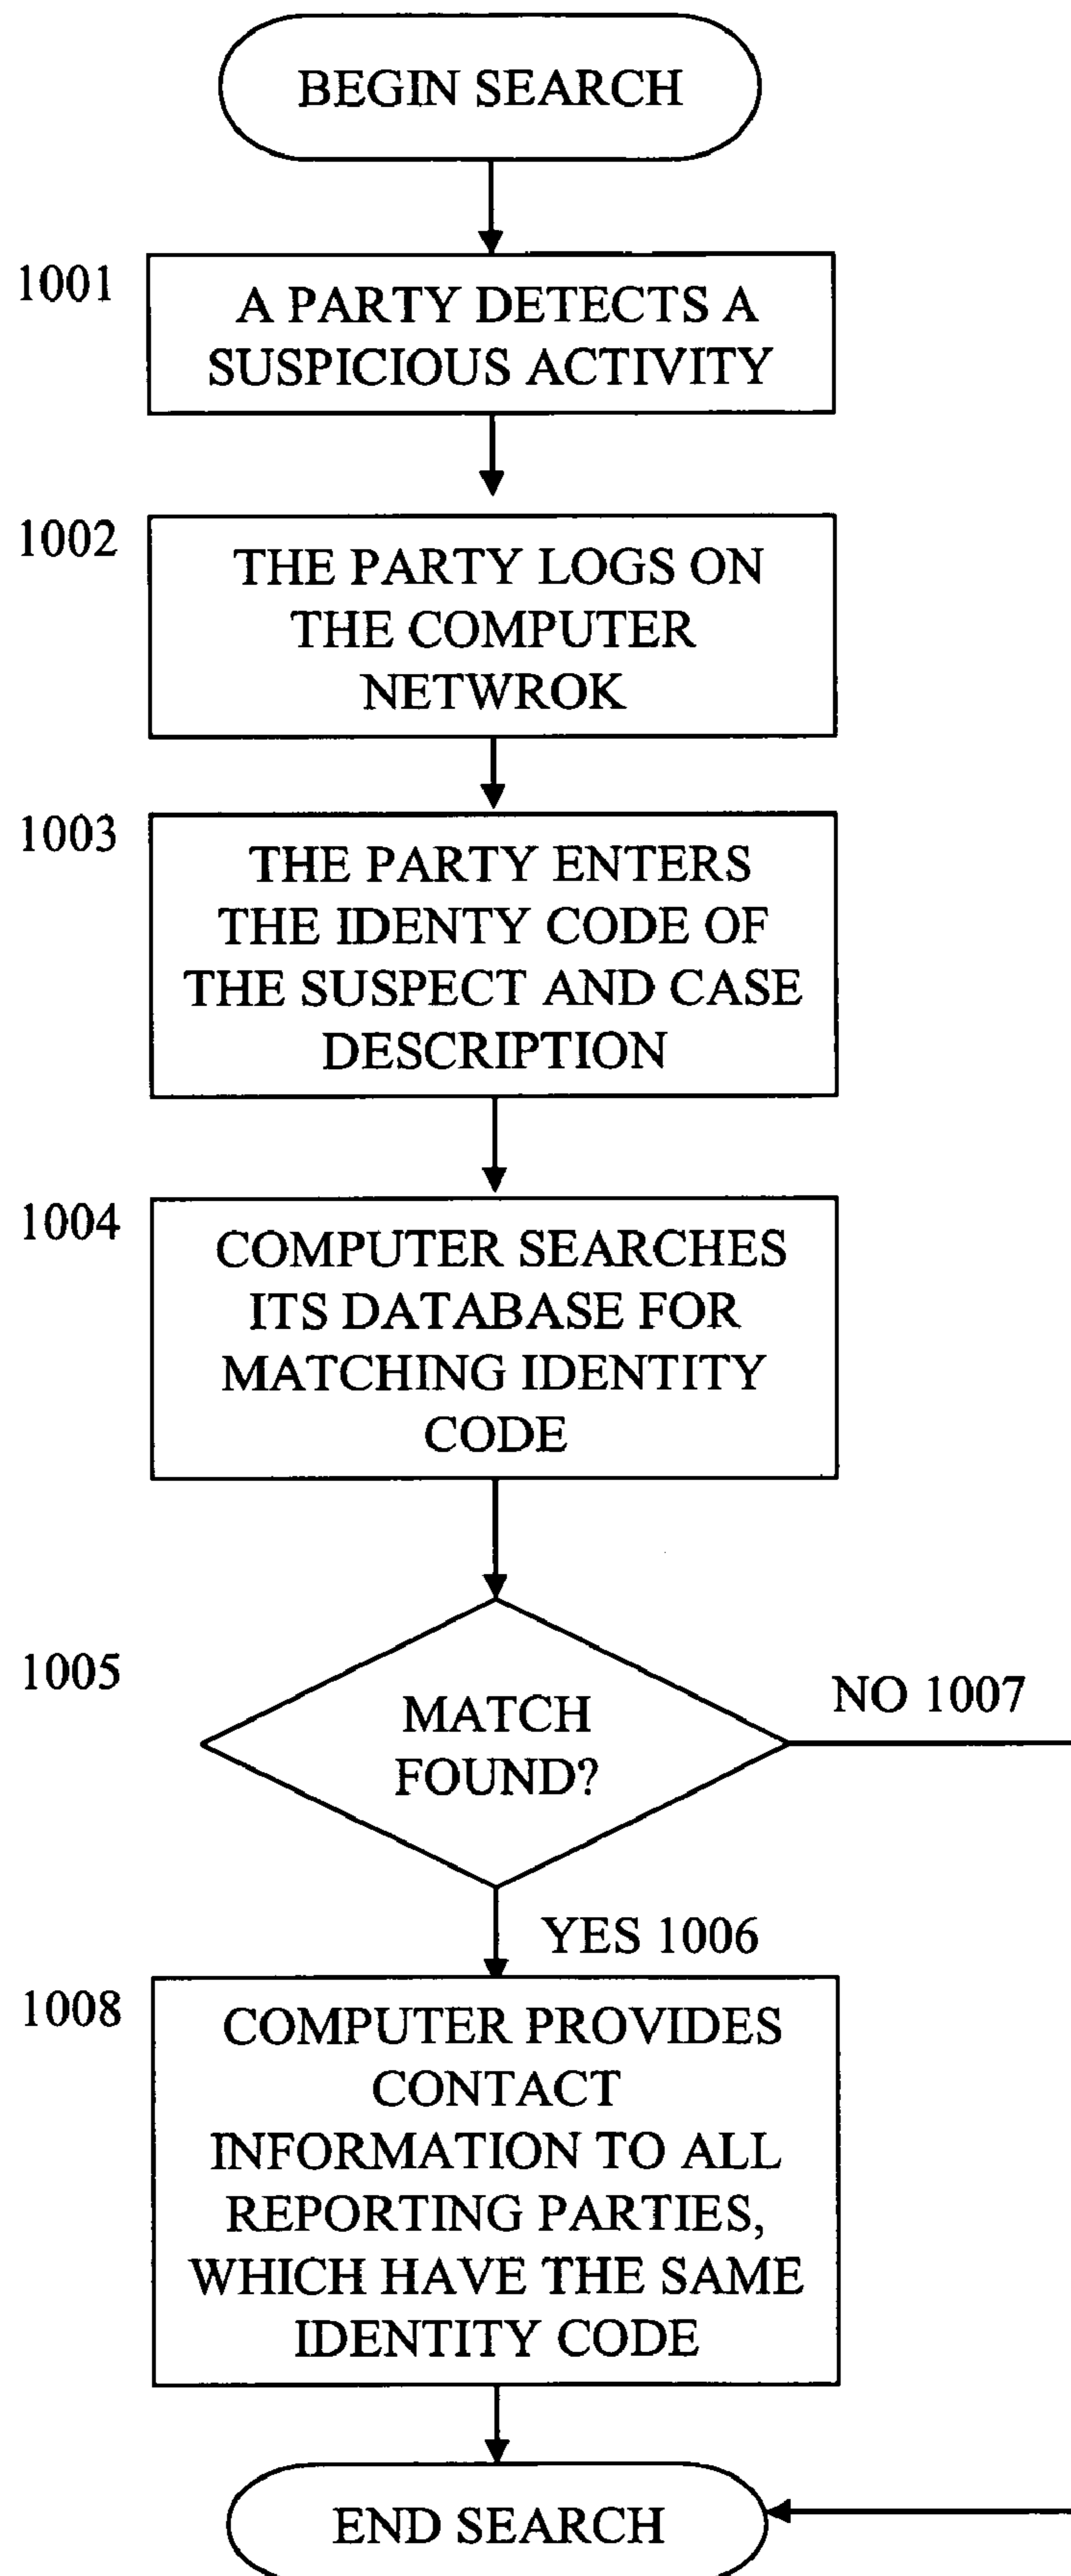 BEGIN SEARCH
1001
A PARTY DETECTS A
SUSPICIOUS ACTIVITY
1002
THE PARTY LOGS ON
THE COMPUTER
NETWROK
1003
THE PARTY ENTERS
THE IDENTY CODE OF
THE SUSPECT AND CASE
DESCRIPTION
1004
COMPUTER SEARCHES
ITS DATABASE FOR
MATCHING IDENTITY
CODE
1005
MATCH
FOUND?
NO 1007
YES 1006
1008
COMPUTER PROVIDES
CONTACT
INFORMATION TO ALL
REPORTING PARTIES,
WHICH HAVE THE SAME
IDENTITY CODE
END SEARCH